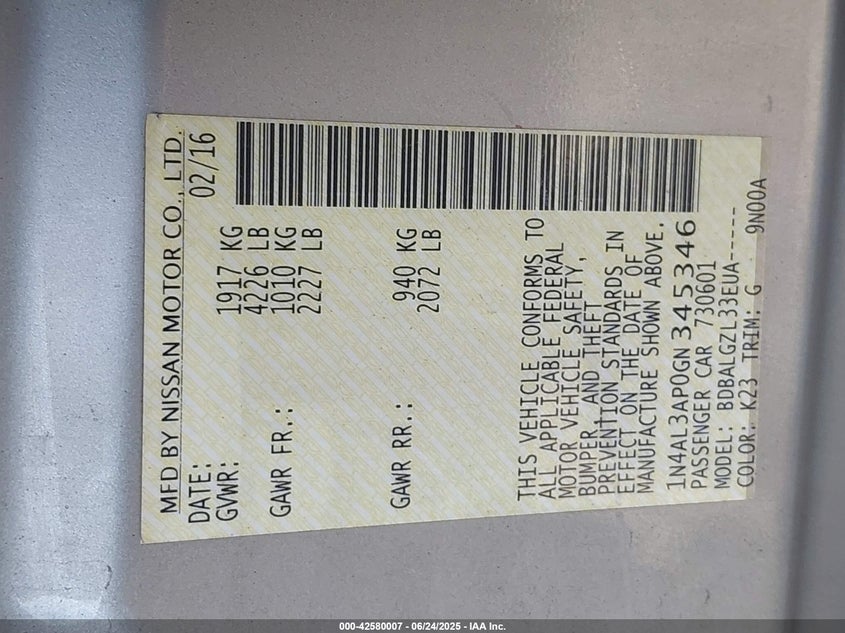 MFD BY NISSAN MOTOR CO., LTD.
DATE: 02/16
GVWR: 1917 KG
4226 LB
GAWR FR.: 1010 KG
2227 LB
GAWR RR.: 940 KG
2072 LB
THIS VEHICLE CONFORMS TO
ALL APPLICABLE FEDERAL
MOTOR VEHICLE SAFETY,
BUMPER, AND THEFT
PREVENTION STANDARDS IN
EFFECT ON THE DATE OF
MANUFACTURE SHOWN ABOVE.
1N4AL3AP0GN345346
PASSENGER CAR 730601
MODEL: BDBALGZL33EUA-----
COLOR: K23 TRIM: G 9N00A
000-42580007 - 06/24/2025 - IAA Inc.